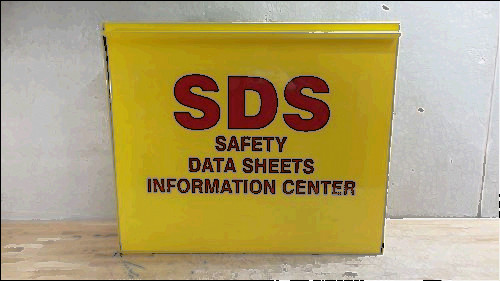 SDS
SAFETY
DATA SHEETS
INFORMATION CENTER